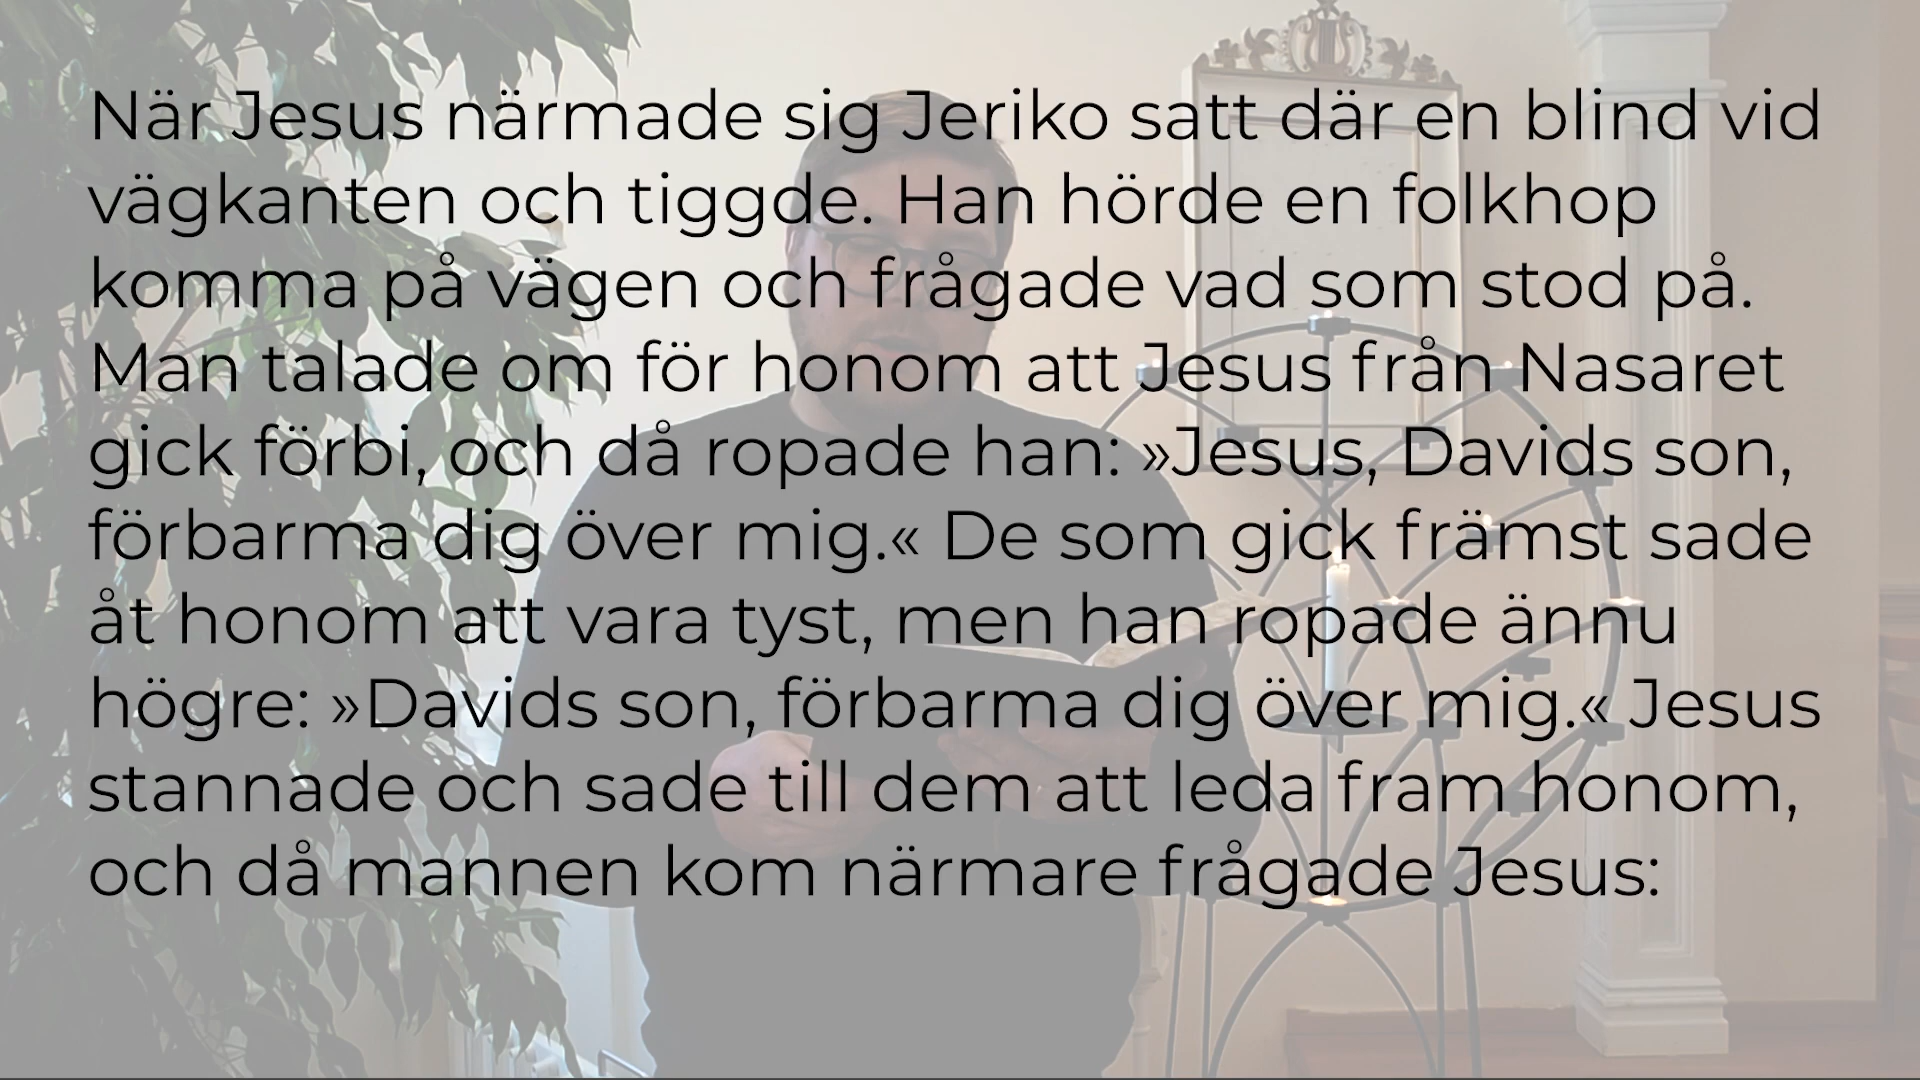 När Jesus närmade sig Jeriko satt där en blind vid
vägkanten och tiggde. Han hörde en folkhop
komma på vägen och frågade vad som stod på.
Man talade om för honom att Jesus från Nasaret
gick förbi, och då ropade han: »Jesus, Davids son,
förbarma dig över mig.« De som gick främst sade
åt honom att vara tyst, men han ropade ännu
högre: »Davids son, förbarma dig över mig.« Jesus
stannade och sade till dem att leda fram honom,
och då mannen kom närmare frågade Jesus: